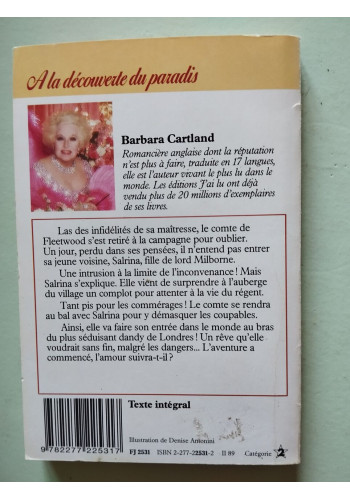 A la découverte du paradis
Barbara Cartland
Romancière anglaise dont la réputation
n'est plus à faire, traduite en 17 langues,
elle est l'auteur vivant le plus lu dans le
monde. Les éditions J'ai lu ont déjà
vendu plus de 20 millions d'exemplaires
de ses livres.
Las des infidélités de sa maîtresse, le comte de
Fleetwood s'est retiré à la campagne pour oublier.
Un jour, perdu dans ses pensées, il n'entend pas entrer
sa jeune voisine, Salrina, fille de lord Milborne.
Une intrusion à la limite de l'inconvenance ! Mais
Salrina s'explique. Elle vient de surprendre à l'auberge
du village un complot pour attenter à la vie du régent.
Tant pis pour les commérages ! Le comte se rendra
au bal avec Salrina pour y démasquer les coupables.
Ainsi, elle va faire son entrée dans le monde au bras
du plus séduisant dandy de Londres ! Un rêve qu'elle
voudrait sans fin, malgré les dangers... L'aventure a
commencé, l'amour suivra-t-il ?
Texte intégral
Illustration de Denise Antonini
9 782277 225317
FJ 2531 ISBN 2-277-22531-2 II 89 Catégorie 2